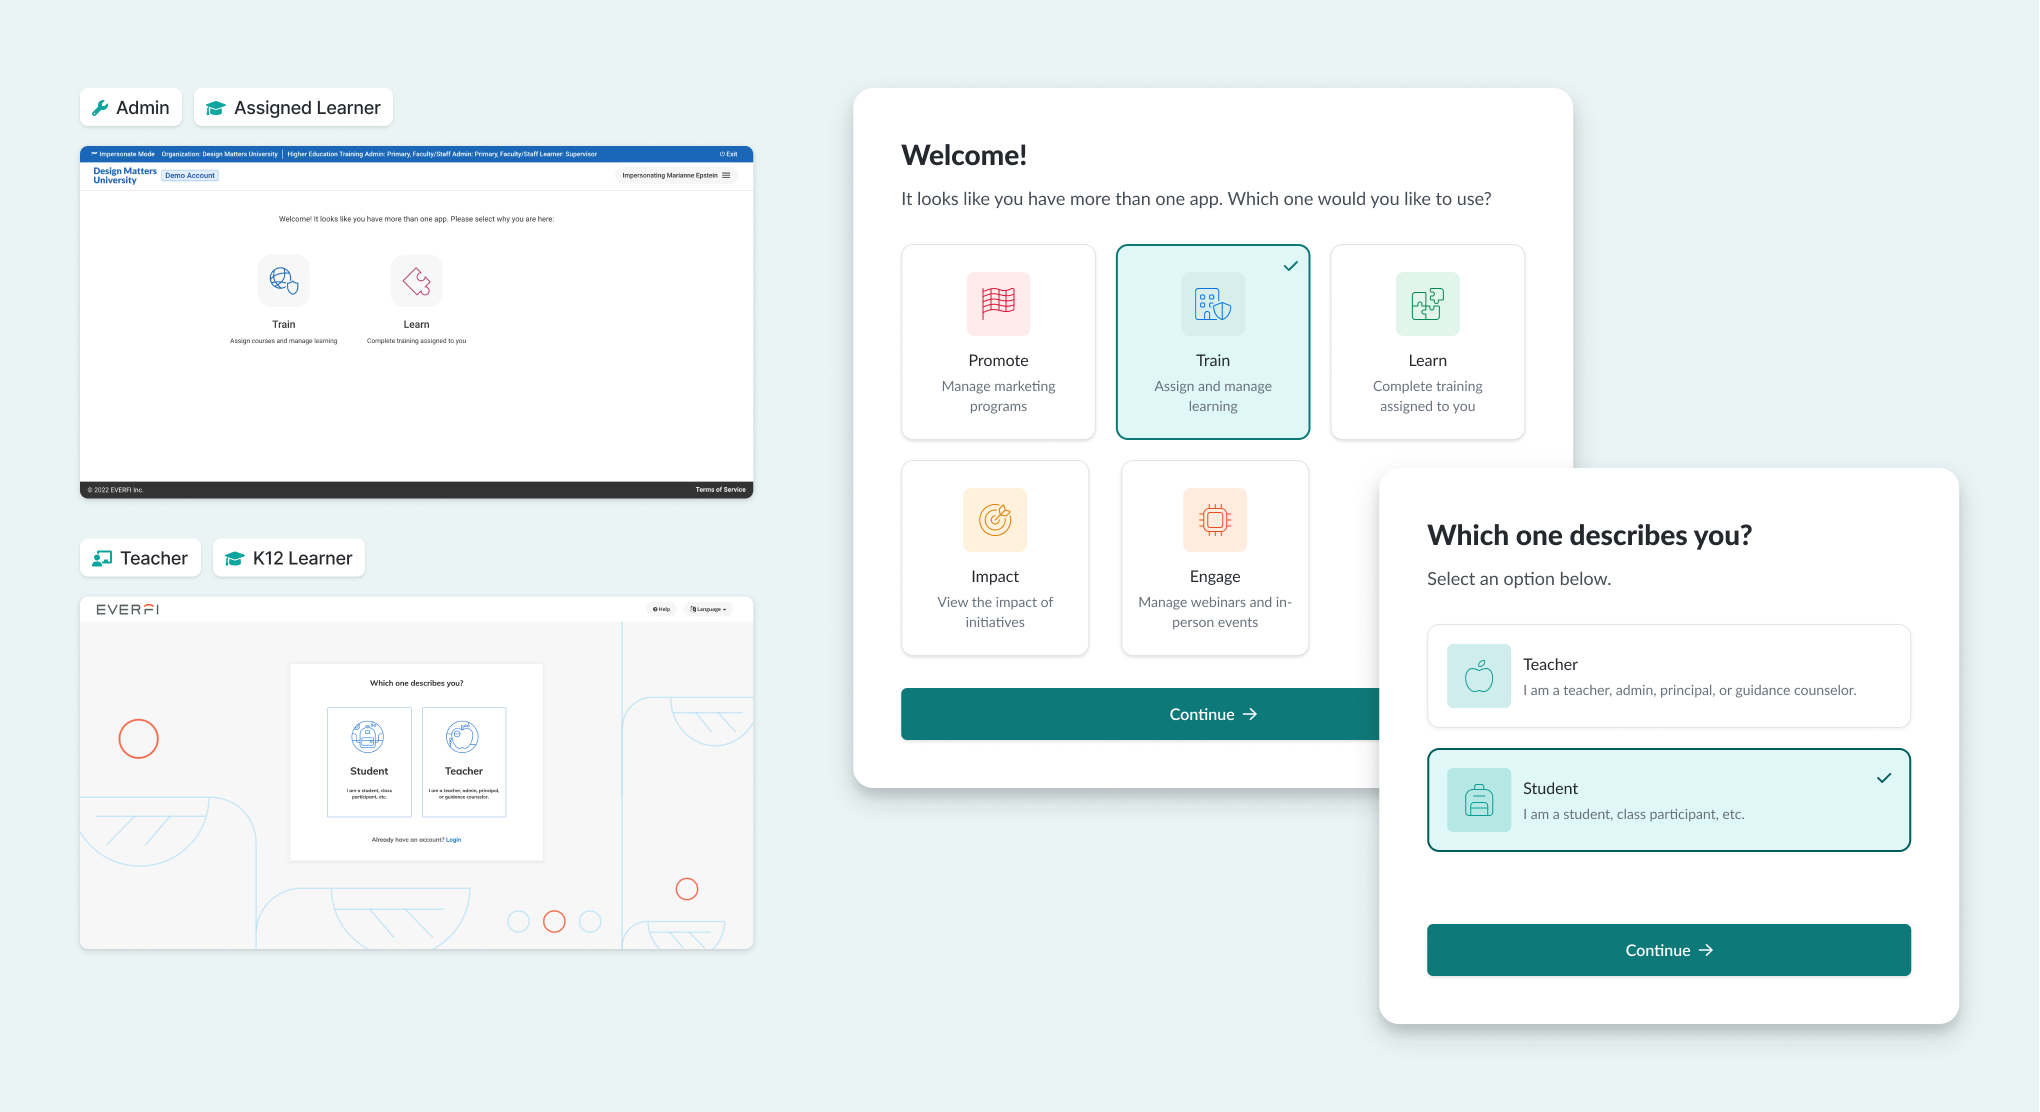 Admin
Assigned Learner
Impersonate Mode Organization: Design Matters University | Higher Education Training Admin: Primary, Faculty/Staff Admin: Primary, Faculty/Staff Learner: Supervisor
Exit
Design Matters
University
Demo Account
Impersonating Marianne Epstein
Welcome! It looks like you have more than one app. Please select why you are here:
Train
Assign courses and manage learning
Learn
Complete training assigned to you
© 2022 EVERFI Inc.
Terms of Service
Teacher
K12 Learner
EVERFI
Help
Language
Which one describes you?
Student
I am a student, class
participant, etc.
Teacher
I am a teacher, admin, principal,
or guidance counselor.
Already have an account? Login
Welcome!
It looks like you have more than one app. Which one would you like to use?
Promote
Manage marketing
programs
Train
Assign and manage
learning
Learn
Complete training
assigned to you
Impact
View the impact of
initiatives
Engage
Manage webinars and in-
person events
Continue
Which one describes you?
Select an option below.
Teacher
I am a teacher, admin, principal, or guidance counselor.
Student
I am a student, class participant, etc.
Continue